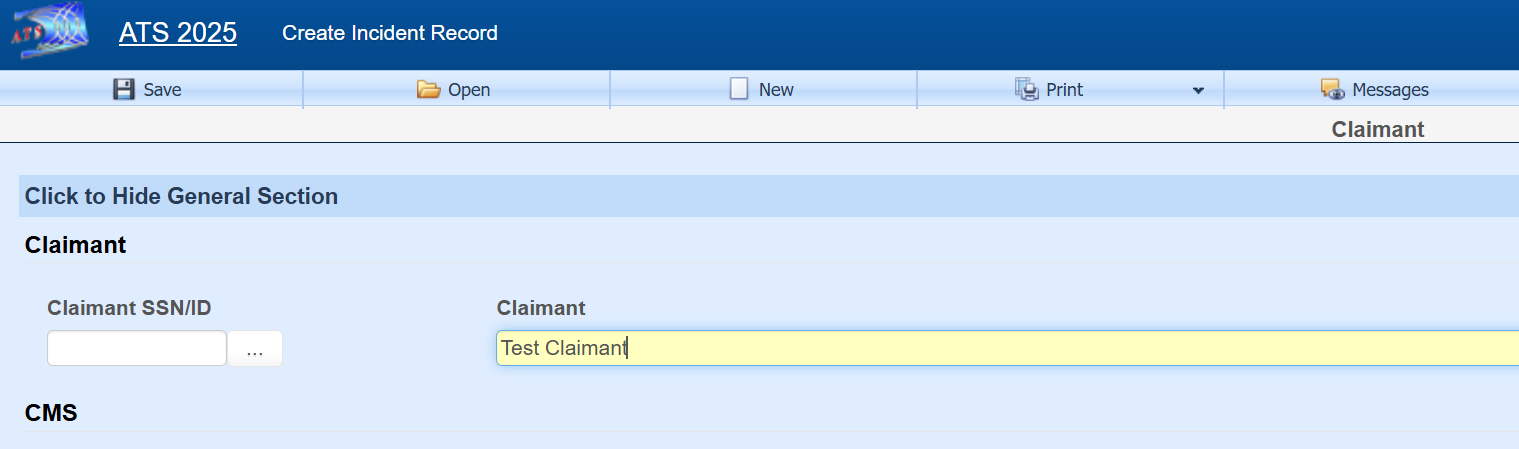 ATS ATS 2025 Create Incident Record
Save Open New Print Messages
Claimant
Click to Hide General Section
Claimant
Claimant SSN/ID Claimant
... Test Claimant
CMS